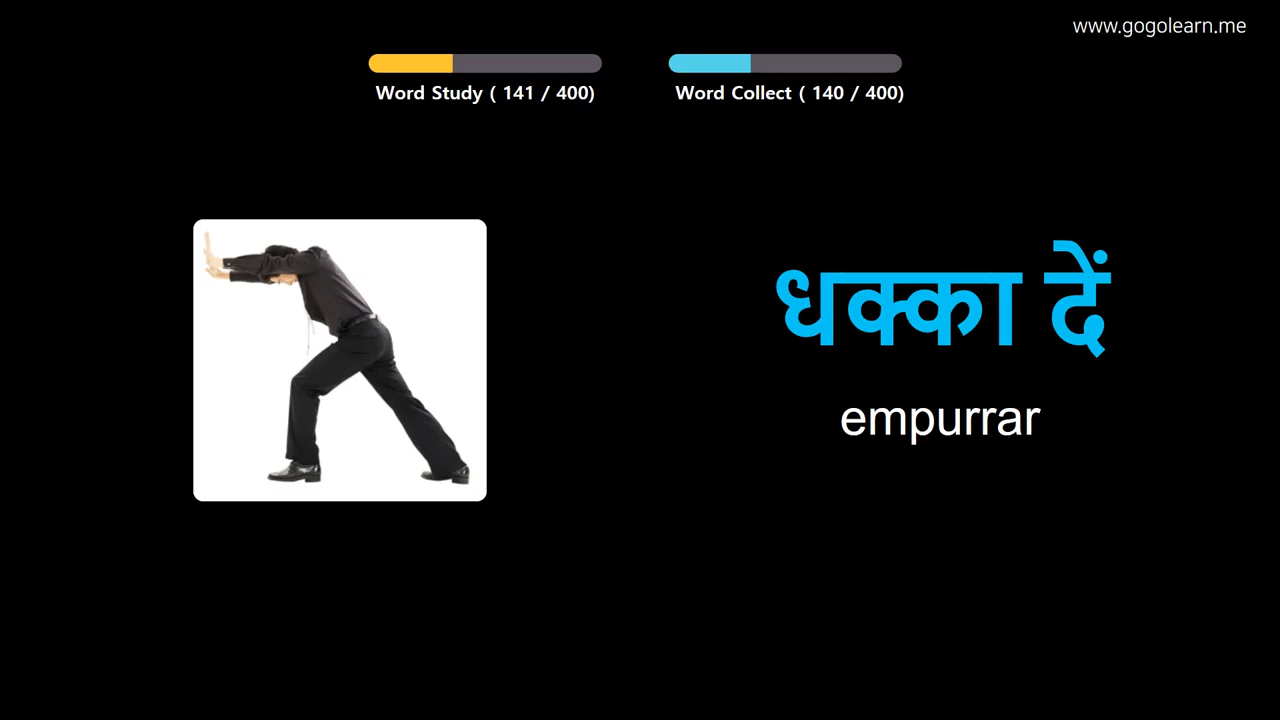 www.gogolearn.me
Word Study ( 141 / 400)
Word Collect ( 140 / 400)
धक्का दें
empurrar